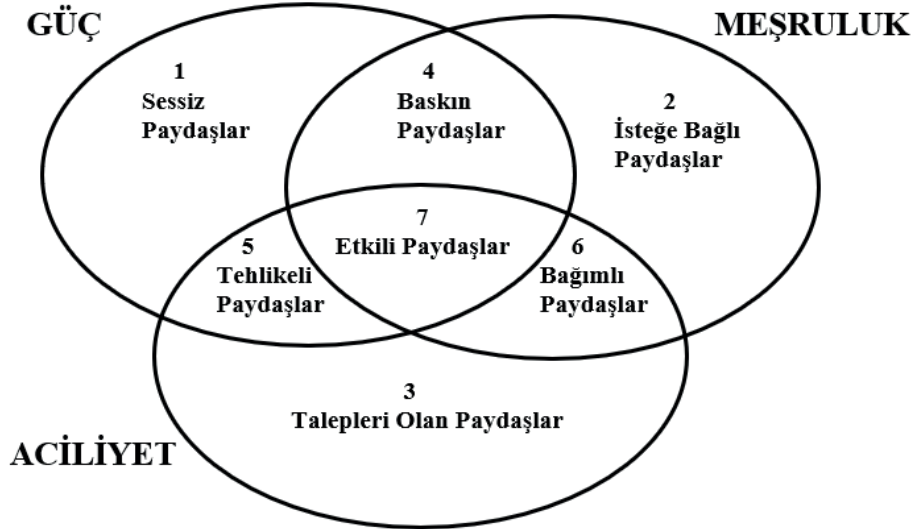 GÜÇ
MEŞRULUK
1
Sessiz
Paydaşlar
4
Baskın
Paydaşlar
2
İsteğe Bağlı
Paydaşlar
7
Etkili Paydaşlar
5
Tehlikeli
Paydaşlar
6
Bağımlı
Paydaşlar
3
Talepleri Olan Paydaşlar
ACİLİYET